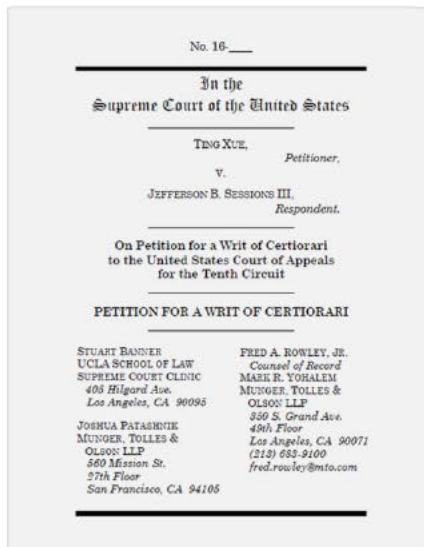 No. 16-____
In the
Supreme Court of the United States
TING XUE,
Petitioner,
v.
JEFFERSON B. SESSIONS III,
Respondent.
On Petition for a Writ of Certiorari
to the United States Court of Appeals
for the Tenth Circuit
PETITION FOR A WRIT OF CERTIORARI
STUART BANNER
UCLA SCHOOL OF LAW
SUPREME COURT CLINIC
405 Hilgard Ave.
Los Angeles, CA 90095
JOSHUA PATASHNIK
MUNGER, TOLLES &
OLSON LLP
560 Mission St.
27th Floor
San Francisco, CA 94105
FRED A. ROWLEY, JR.
Counsel of Record
MARK R. YOHALEM
MUNGER, TOLLES &
OLSON LLP
350 S. Grand Ave.
49th Floor
Los Angeles, CA 90071
(213) 683-9100
fred.rowley@mto.com